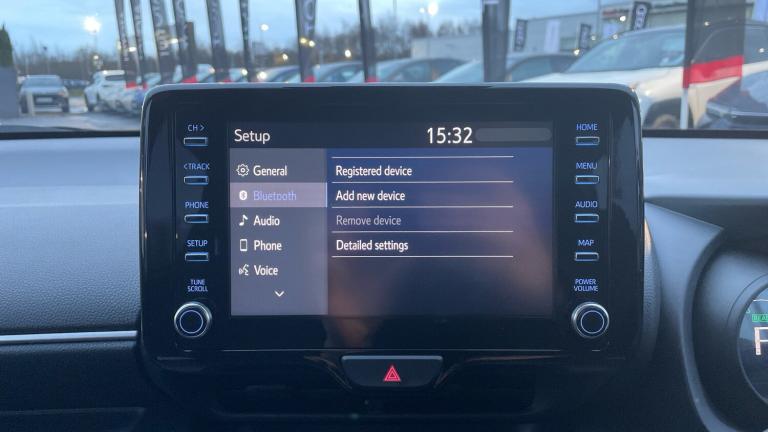 CH >
< TRACK
PHONE
SETUP
TUNE
SCROLL
Setup
15:32
General
Bluetooth
Audio
Phone
Voice
Registered device
Add new device
Remove device
Detailed settings
HOME
MENU
AUDIO
MAP
POWER
VOLUME